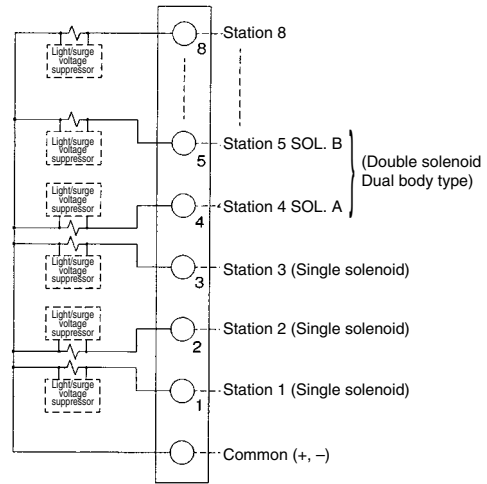 Light/surge
voltage
suppressor
8
Station 8
Light/surge
voltage
suppressor
5
Station 5 SOL. B
(Double solenoid
Dual body type)
Light/surge
voltage
suppressor
4
Station 4 SOL. A
Light/surge
voltage
suppressor
3
Station 3 (Single solenoid)
Light/surge
voltage
suppressor
2
Station 2 (Single solenoid)
Light/surge
voltage
suppressor
1
Station 1 (Single solenoid)
Common (+, –)